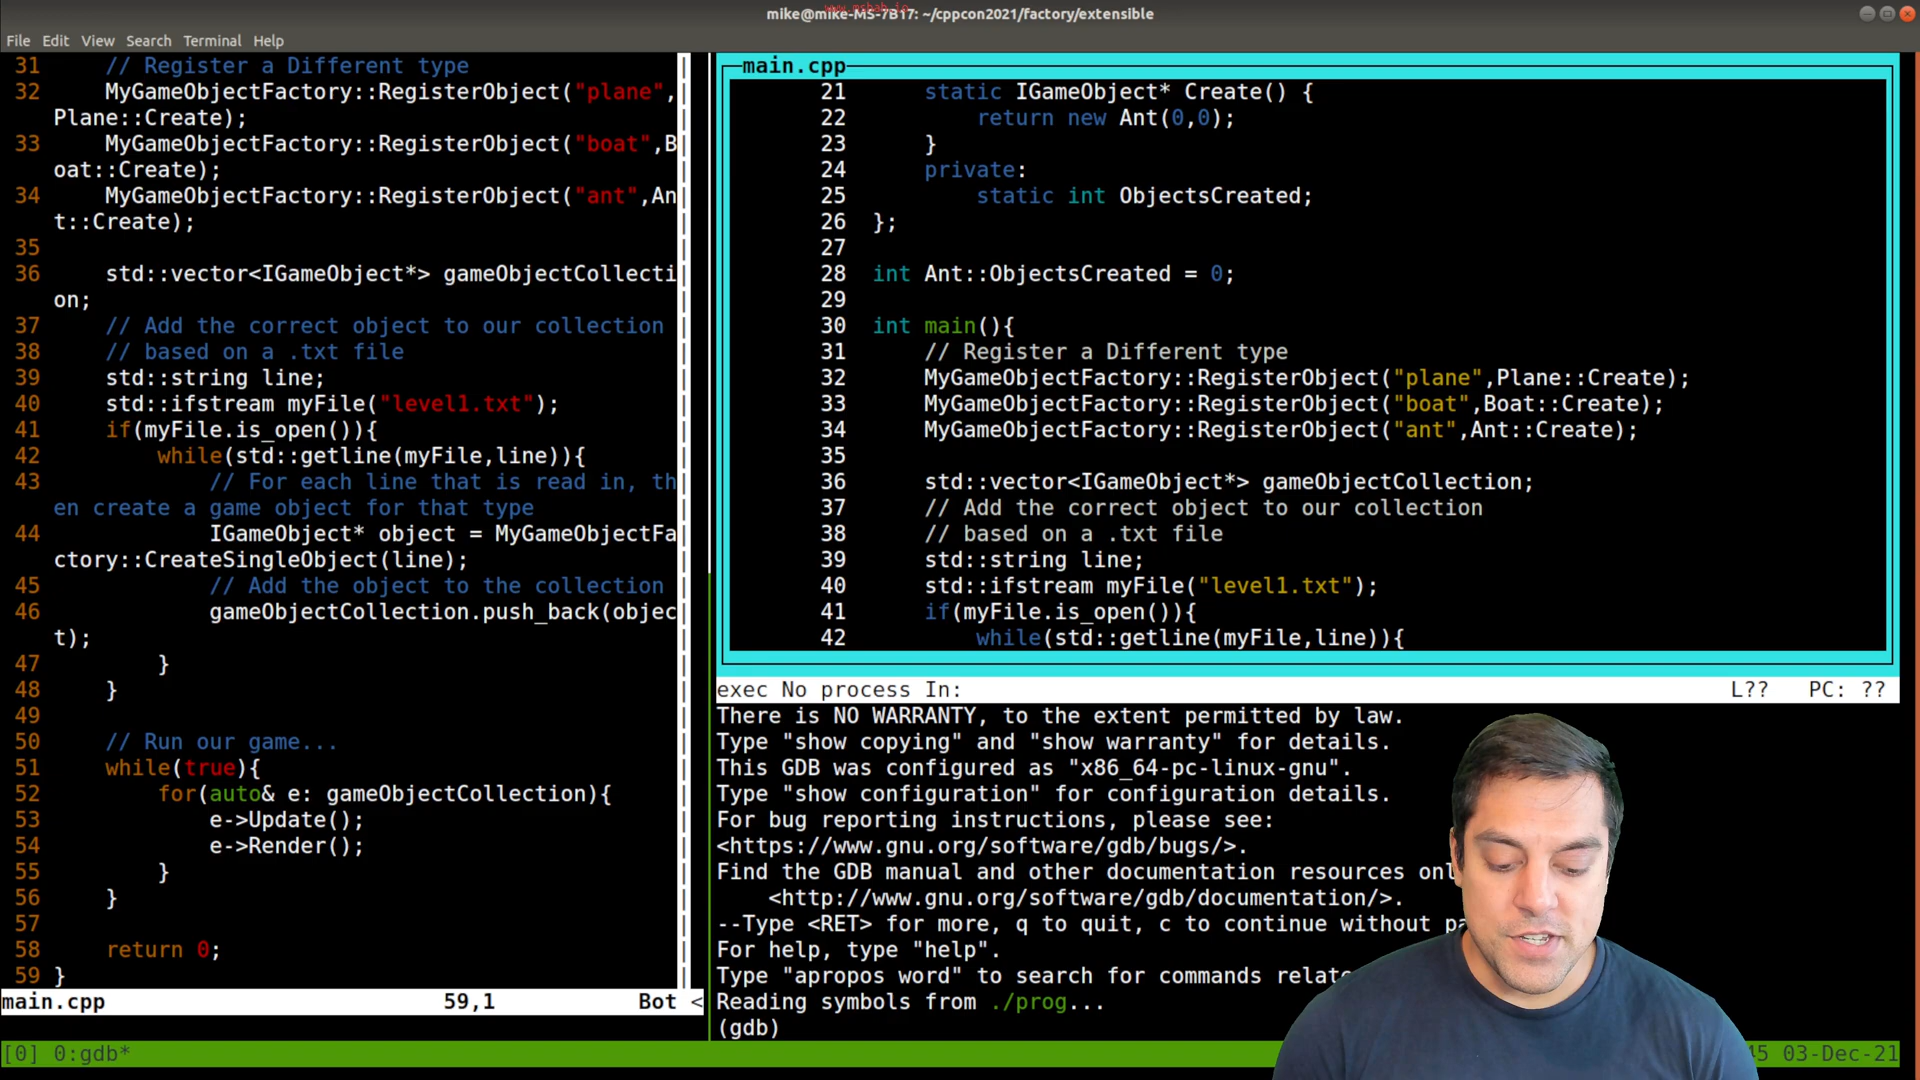 www.mshah.io
mike@mike-MS-7B17: ~/cppcon2021/factory/extensible
File Edit View Search Terminal Help
31     // Register a Different type
32     MyGameObjectFactory::RegisterObject("plane",
Plane::Create);
33     MyGameObjectFactory::RegisterObject("boat",B
oat::Create);
34     MyGameObjectFactory::RegisterObject("ant",An
t::Create);
35
36     std::vector<IGameObject*> gameObjectCollecti
on;
37     // Add the correct object to our collection
38     // based on a .txt file
39     std::string line;
40     std::ifstream myFile("level1.txt");
41     if(myFile.is_open()){
42         while(std::getline(myFile,line)){
43             // For each line that is read in, th
en create a game object for that type
44             IGameObject* object = MyGameObjectFa
ctory::CreateSingleObject(line);
45             // Add the object to the collection
46             gameObjectCollection.push_back(objec
t);
47         }
48     }
49
50     // Run our game...
51     while(true){
52         for(auto& e: gameObjectCollection){
53             e->Update();
54             e->Render();
55         }
56     }
57
58     return 0;
59 }
main.cpp 59,1 Bot <
main.cpp
21     static IGameObject* Create() {
22         return new Ant(0,0);
23     }
24     private:
25         static int ObjectsCreated;
26 };
27
28 int Ant::ObjectsCreated = 0;
29
30 int main(){
31     // Register a Different type
32     MyGameObjectFactory::RegisterObject("plane",Plane::Create);
33     MyGameObjectFactory::RegisterObject("boat",Boat::Create);
34     MyGameObjectFactory::RegisterObject("ant",Ant::Create);
35
36     std::vector<IGameObject*> gameObjectCollection;
37     // Add the correct object to our collection
38     // based on a .txt file
39     std::string line;
40     std::ifstream myFile("level1.txt");
41     if(myFile.is_open()){
42         while(std::getline(myFile,line)){
exec No process In: L?? PC: ??
There is NO WARRANTY, to the extent permitted by law.
Type "show copying" and "show warranty" for details.
This GDB was configured as "x86_64-pc-linux-gnu".
Type "show configuration" for configuration details.
For bug reporting instructions, please see:
<https://www.gnu.org/software/gdb/bugs/>.
Find the GDB manual and other documentation resources onl
    <http://www.gnu.org/software/gdb/documentation/>.
--Type <RET> for more, q to quit, c to continue without pa
For help, type "help".
Type "apropos word" to search for commands relate
Reading symbols from ./prog...
(gdb)
[0] 0:gdb* 45 03-Dec-21